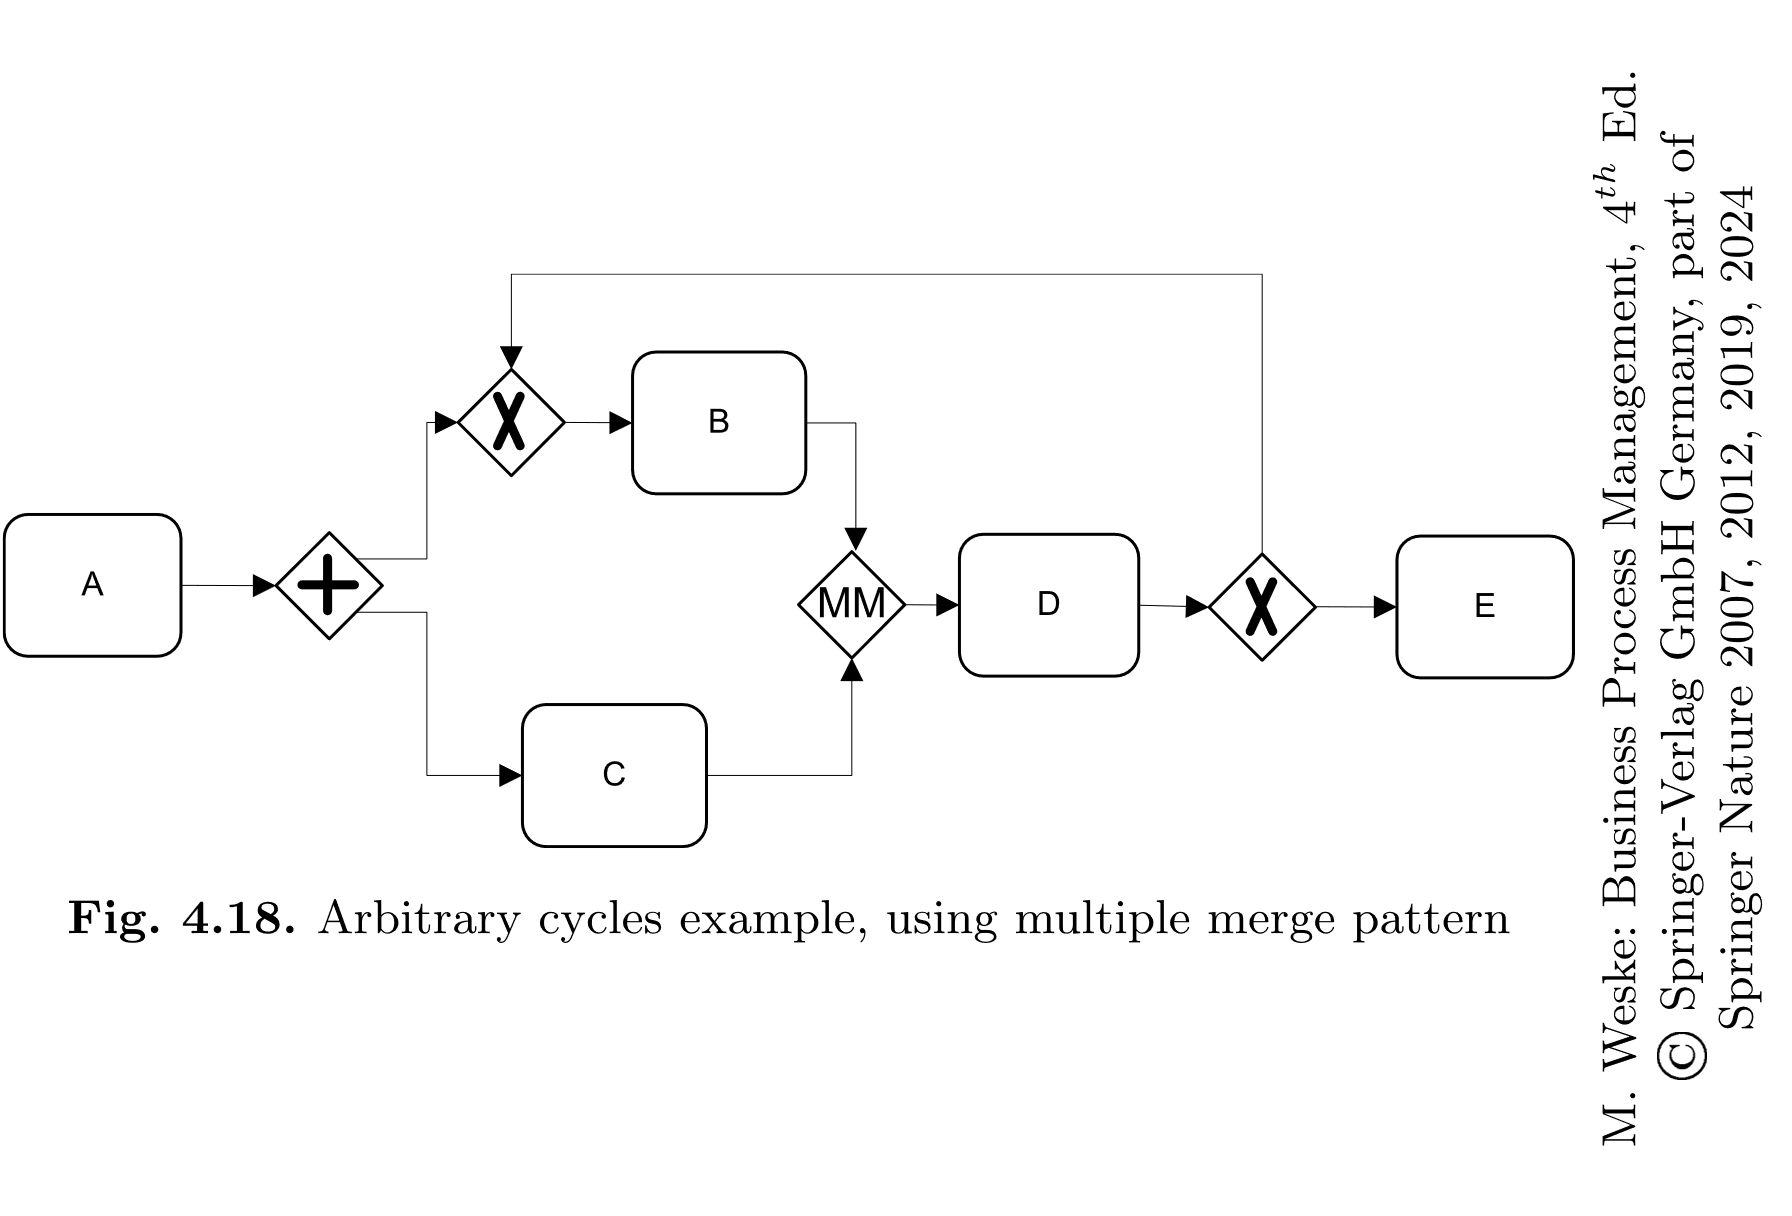 B
A
MM
D
E
C
Fig. 4.18. Arbitrary cycles example, using multiple merge pattern
M. Weske: Business Process Management, 4th Ed.
© Springer-Verlag GmbH Germany, part of
Springer Nature 2007, 2012, 2019, 2024